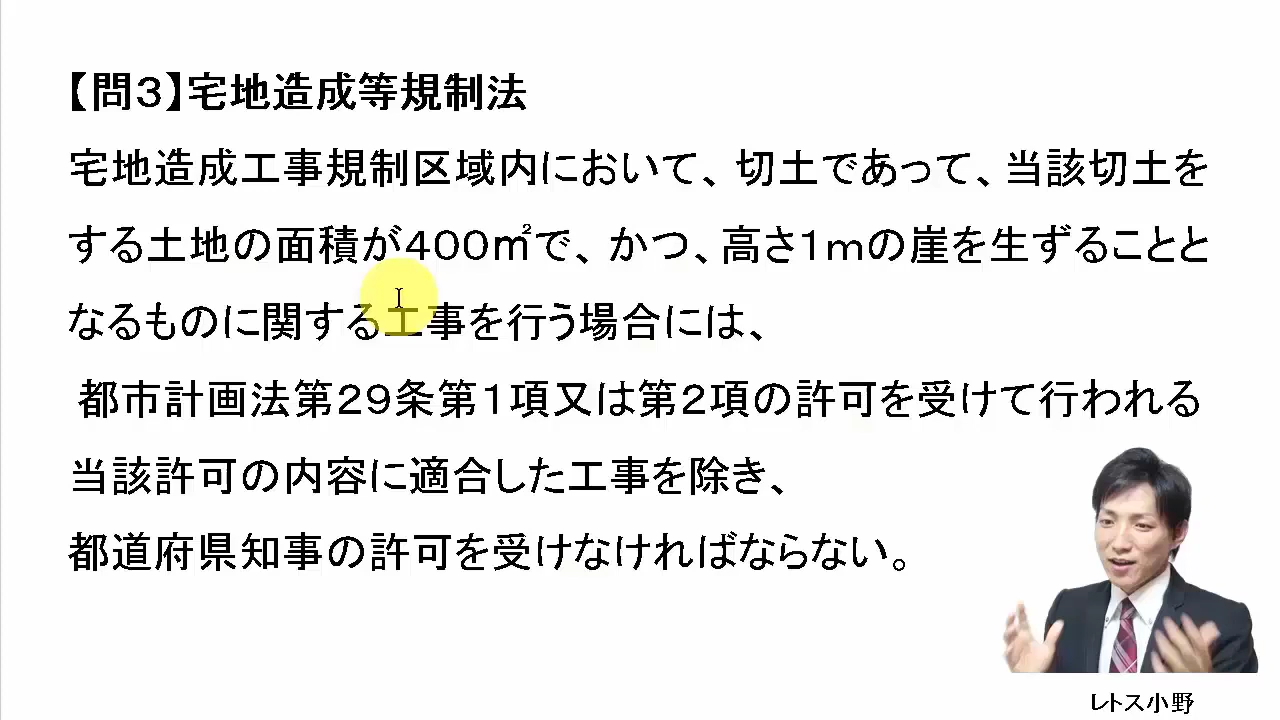 【問３】宅地造成等規制法
宅地造成工事規制区域内において、切土であって、当該切土を
する土地の面積が４００㎡で、かつ、高さ１ｍの崖を生ずることと
なるものに関する工事を行う場合には、
都市計画法第２９条第１項又は第２項の許可を受けて行われる
当該許可の内容に適合した工事を除き、
都道府県知事の許可を受けなければならない。
レトス小野